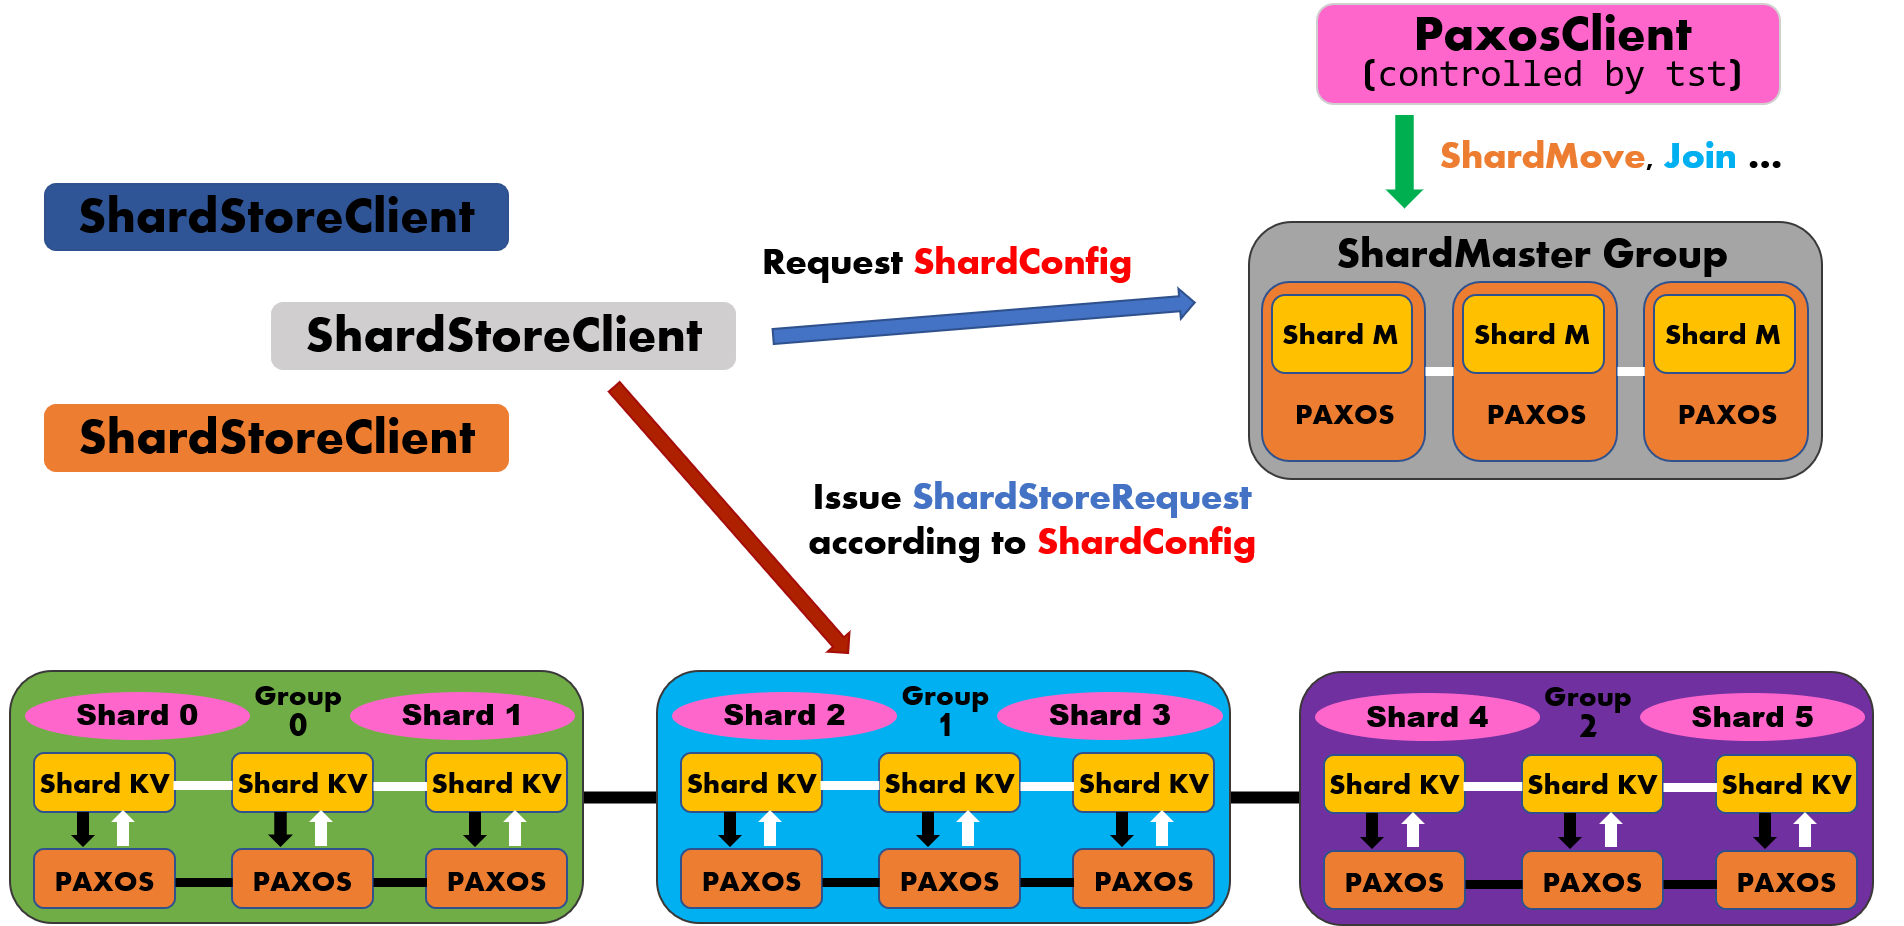 PaxosClient
(controlled by tst)
ShardMove, Join ...
ShardStoreClient
ShardStoreClient
ShardStoreClient
Request ShardConfig
ShardMaster Group
Shard M
Shard M
Shard M
PAXOS
PAXOS
PAXOS
Issue ShardStoreRequest
according to ShardConfig
Group
0
Shard 0
Shard 1
Shard KV
Shard KV
Shard KV
PAXOS
PAXOS
PAXOS
Group
1
Shard 2
Shard 3
Shard KV
Shard KV
Shard KV
PAXOS
PAXOS
PAXOS
Group
2
Shard 4
Shard 5
Shard KV
Shard KV
Shard KV
PAXOS
PAXOS
PAXOS